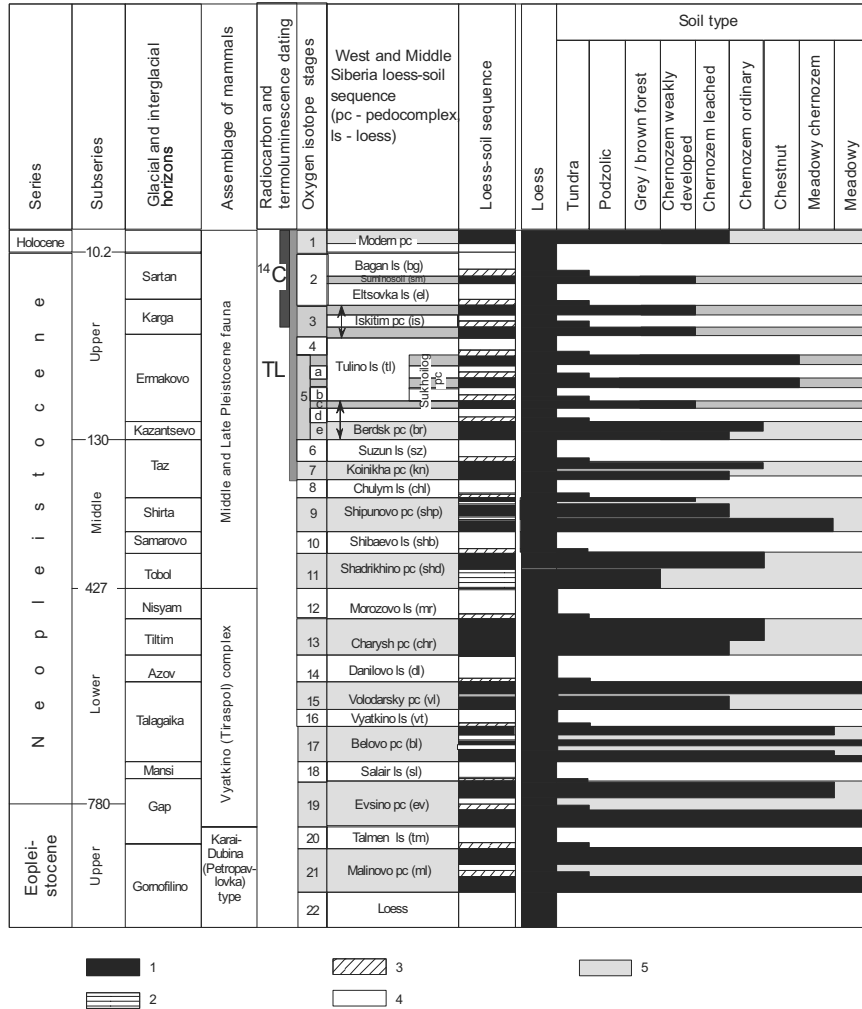 Series
Subseries
Glacial and interglacial
horizons
Assemblage of mammals
Radiocarbon and
termoluminescence dating
Oxygen isotope stages
West and Middle
Siberia loess-soil
sequence
(pc - pedocomplex,
ls - loess)
Loess-soil sequence
Soil type
Loess
Tundra
Podzolic
Grey / brown forest
Chernozem weakly
developed
Chernozem leached
Chernozem ordinary
Chestnut
Meadowy chernozem
Meadowy
Holocene
10.2
Neopleistocene
Upper
130
Middle
427
Lower
780
Eoplei-
stocene
Upper
Sartan
Karga
Ermakovo
Kazantsevo
Taz
Shirta
Samarovo
Tobol
Nisyam
Tiltim
Azov
Talagaika
Mansi
Gap
Gornofilino
Middle and Late Pleistocene fauna
Vyatkino (Tiraspol) complex
Karai-
Dubina
(Petropav-
lovka)
type
14C
TL
1 Modern pc
2 Bagan ls (bg)
Suminosoil (sm)
Eltsovka ls (el)
3 Iskitim pc (is)
4
Tulino ls (tl)
Sukhoilog
pc
5
a
b
c
d
e Berdsk pc (br)
6 Suzun ls (sz)
7 Koinikha pc (kn)
8 Chulym ls (chl)
9 Shipunovo pc (shp)
10 Shibaevo ls (shb)
11 Shadrikhino pc (shd)
12 Morozovo ls (mr)
13 Charysh pc (chr)
14 Danilovo ls (dl)
15 Volodarsky pc (vl)
16 Vyatkino ls (vt)
17 Belovo pc (bl)
18 Salair ls (sl)
19 Evsino pc (ev)
20 Talmen ls (tm)
21 Malinovo pc (ml)
22 Loess
1
2
3
4
5